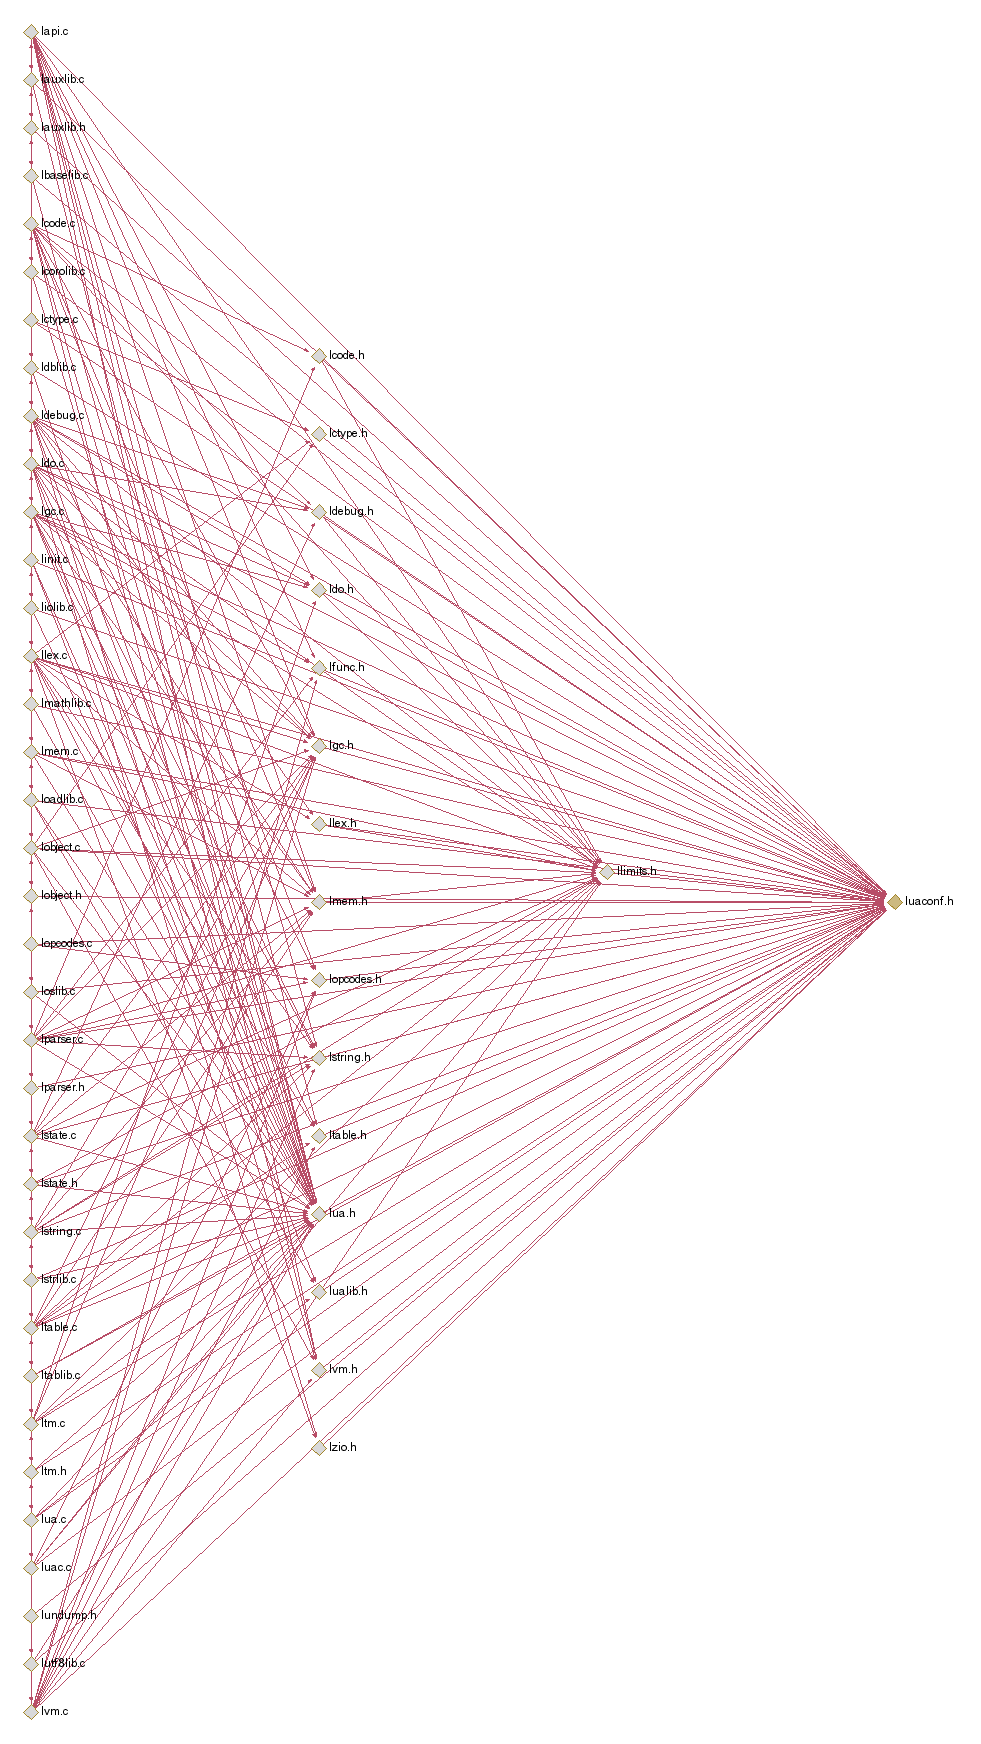 lapi.c
lauxlib.c
lauxlib.h
lbaselib.c
lcode.c
lcorolib.c
lctype.c
ldblib.c
ldebug.c
ldo.c
lgc.c
linit.c
liolib.c
llex.c
lmathlib.c
lmem.c
loadlib.c
lobject.c
lobject.h
lopcodes.c
loslib.c
lparser.c
lparser.h
lstate.c
lstate.h
lstring.c
lstrlib.c
ltable.c
ltablib.c
ltm.c
ltm.h
lua.c
luac.c
lundump.h
lutf8lib.c
lvm.c
lcode.h
lctype.h
ldebug.h
ldo.h
lfunc.h
lgc.h
llex.h
lmem.h
lopcodes.h
lstring.h
ltable.h
lua.h
lualib.h
lvm.h
lzio.h
llimits.h
luaconf.h